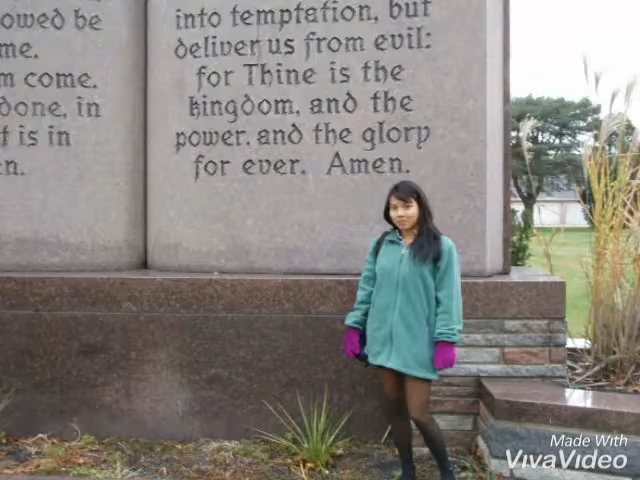 owed be
me.
m come.
done, in
t is in
en.
into temptation, but
deliver us from evil:
for Thine is the
kingdom, and the
power, and the glory
for ever. Amen.
Made With
VivaVideo